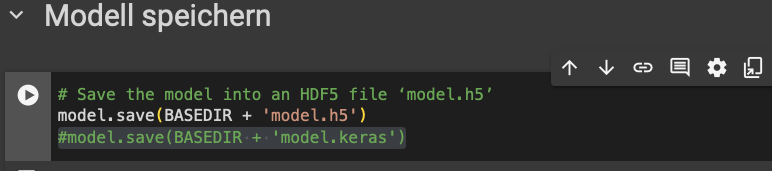 Modell speichern
# Save the model into an HDF5 file ‘model.h5’
model.save(BASEDIR + 'model.h5')
#model.save(BASEDIR + 'model.keras')